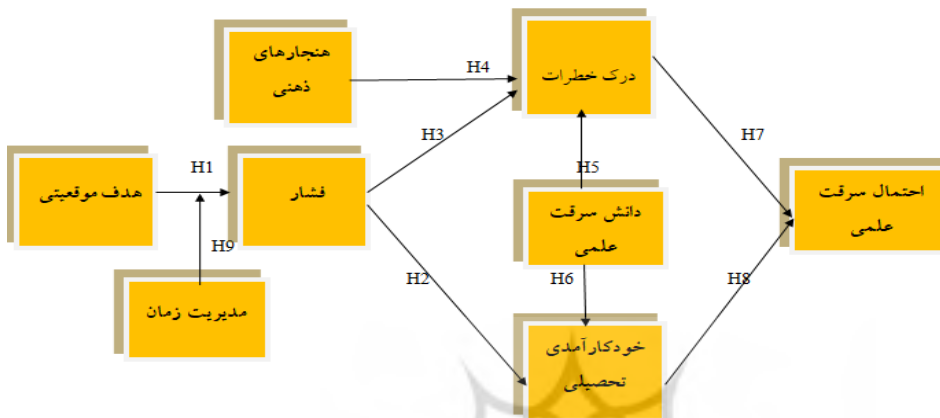 هنجارهای
ذهنی
درک خطرات
H4
H3
H7
H1
H5
هدف موقعیتی
فشار
دانش سرقت
علمی
احتمال سرقت
علمی
H9
H2
H6
H8
مدیریت زمان
خودکارآمدی
تحصیلی